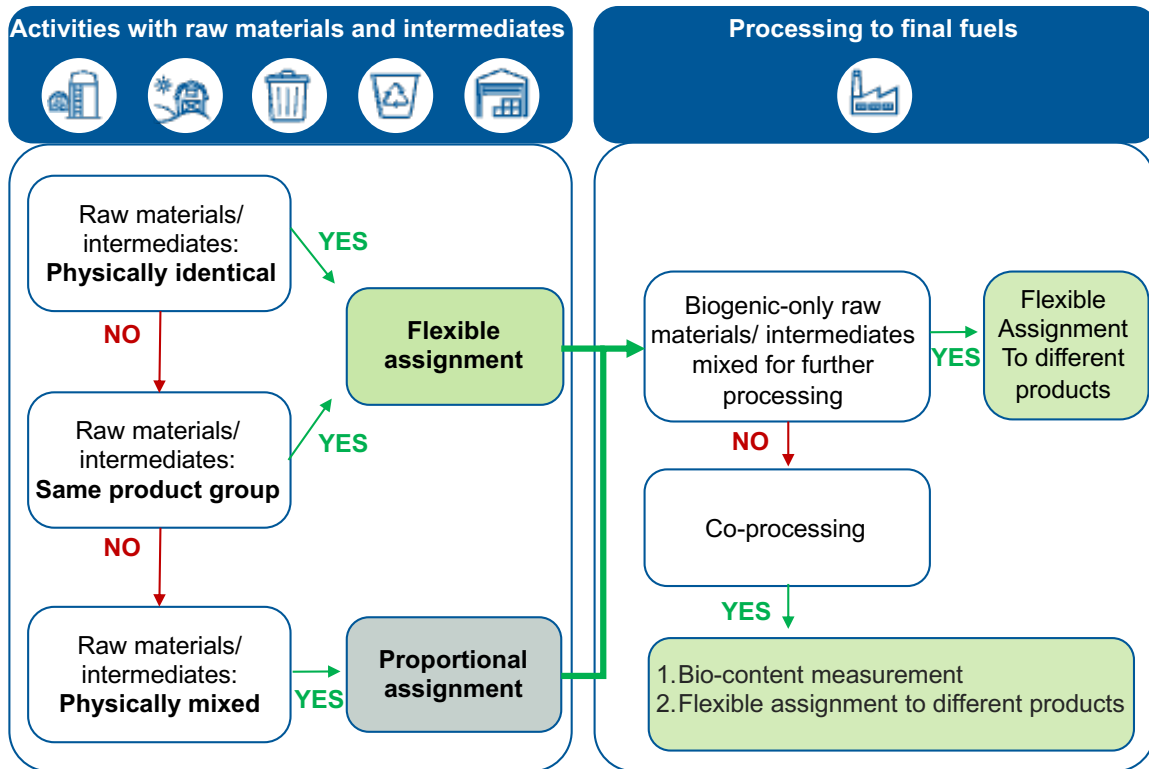 Activities with raw materials and intermediates
Raw materials/
intermediates:
Physically identical
YES
NO
Flexible
assignment
Raw materials/
intermediates:
Same product group
YES
NO
Raw materials/
intermediates:
Physically mixed
YES
Proportional
assignment
Processing to final fuels
Biogenic-only raw
materials/ intermediates
mixed for further
processing
YES
Flexible
Assignment
To different
products
NO
Co-processing
YES
1.Bio-content measurement
2.Flexible assignment to different products